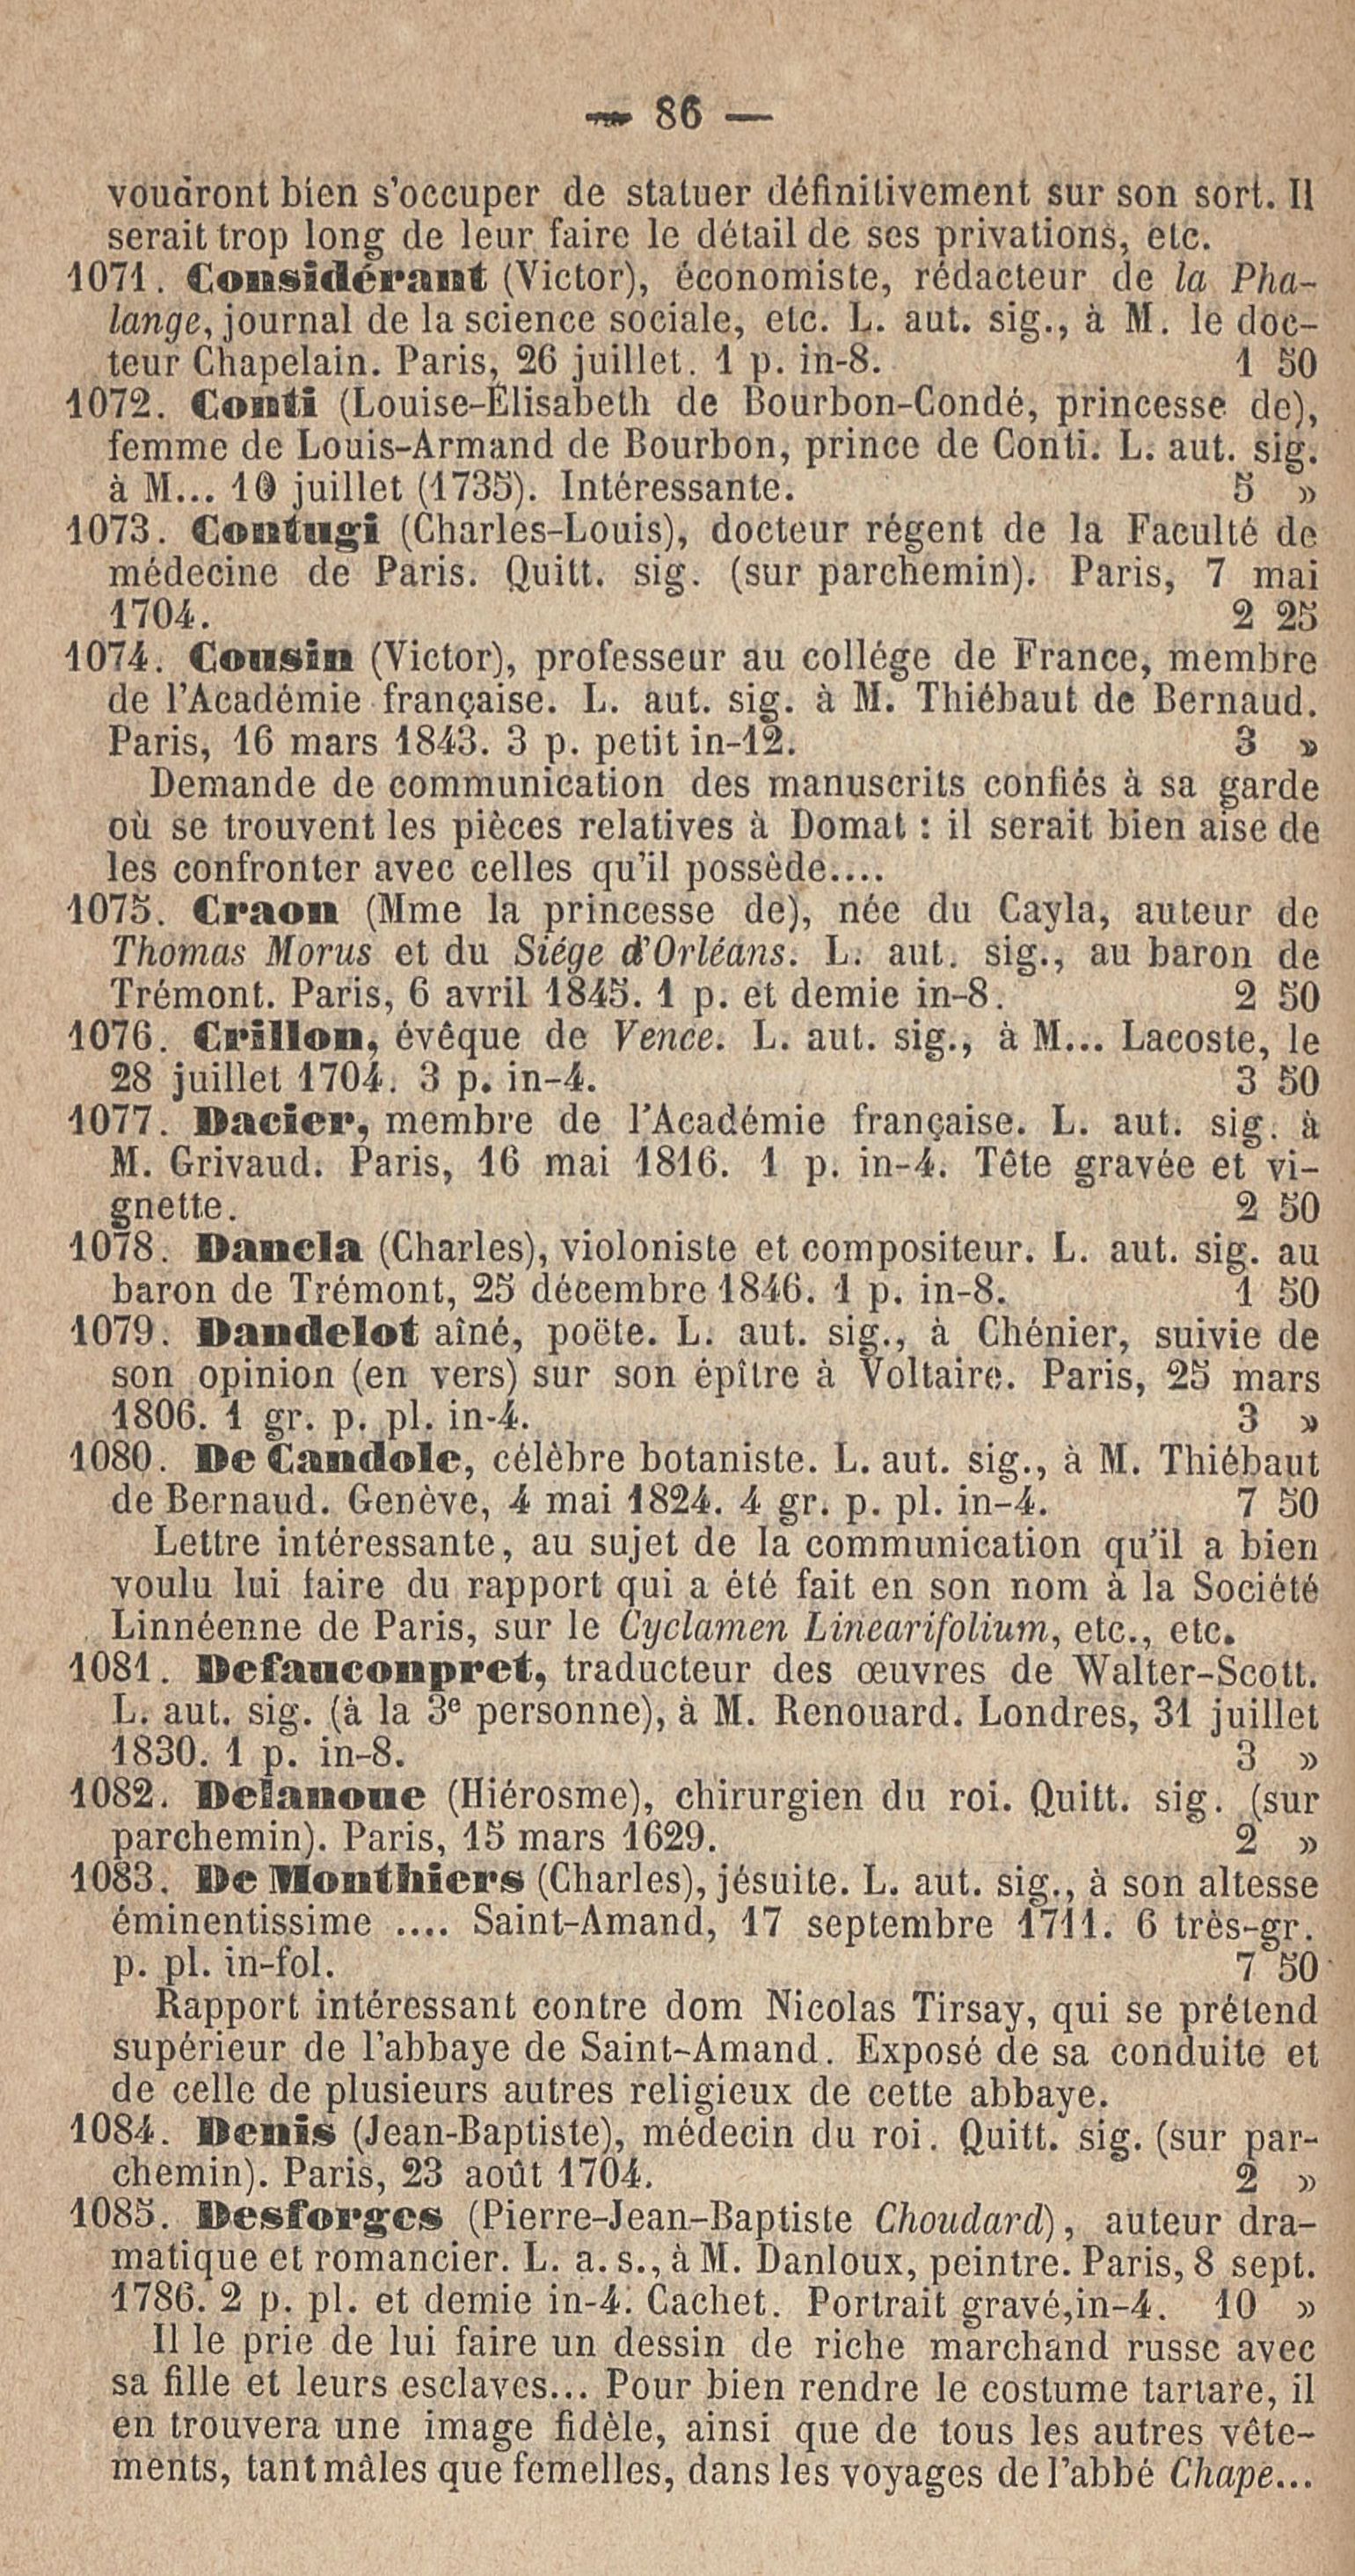 — 86 —
voudront bien s'occuper de statuer définitivement sur son sort. Il
serait trop long de leur faire le détail de ses privations, etc.
1071. Considérant (Victor), économiste, rédacteur de la Pha-
lange, journal de la science sociale, etc. L. aut. sig., à M. le doc-
teur Chapelain. Paris, 26 juillet. 1 p. in-8. 1 50
1072. Conti (Louise-Élisabeth de Bourbon-Condé, princesse de),
femme de Louis-Armand de Bourbon, prince de Conti. L. aut. sig.
à M... 10 juillet (1735). Intéressante. 5 »
1073. Contugi (Charles-Louis), docteur régent de la Faculté de
médecine de Paris. Quitt. sig. (sur parchemin). Paris, 7 mai
1704. 2 25
1074. Cousin (Victor), professeur au collége de France, membre
de l'Académie française. L. aut. sig. à M. Thiébaut de Bernaud.
Paris, 16 mars 1843. 3 p. petit in-12. 3 »
Demande de communication des manuscrits confiés à sa garde
où se trouvent les pièces relatives à Domat : il serait bien aise de
les confronter avec celles qu'il possède....
1075. Craon (Mme la princesse de), née du Cayla, auteur de
Thomas Morus et du Siége d'Orléans. L. aut. sig., au baron de
Trémont. Paris, 6 avril 1845. 1 p. et demie in-8. 2 50
1076. Crillon, évêque de Vence. L. aut. sig., à M... Lacoste, le
28 juillet 1704. 3 p. in-4. 3 50
1077. Dacier, membre de l'Académie française. L. aut. sig. à
M. Grivaud. Paris, 16 mai 1816. 1 p. in-4. Tête gravée et vi-
gnette. 2 50
1078. Dancla (Charles), violoniste et compositeur. L. aut. sig. au
baron de Trémont, 25 décembre 1846. 1 p. in-8. 1 50
1079. Dandelot aîné, poëte. L. aut. sig., à Chénier, suivie de
son opinion (en vers) sur son épître à Voltaire. Paris, 25 mars
1806. 1 gr. p. pl. in-4. 3 »
1080. De Candole, célèbre botaniste. L. aut. sig., à M. Thiébaut
de Bernaud. Genève, 4 mai 1824. 4 gr. p. pl. in-4. 7 50
Lettre intéressante, au sujet de la communication qu'il a bien
voulu lui faire du rapport qui a été fait en son nom à la Société
Linnéenne de Paris, sur le Cyclamen Linearifolium, etc., etc.
1081. Defauconpret, traducteur des œuvres de Walter-Scott.
L. aut. sig. (à la 3e personne), à M. Renouard. Londres, 31 juillet
1830. 1 p. in-8. 3 »
1082. Delanoue (Hiérosme), chirurgien du roi. Quitt. sig. (sur
parchemin). Paris, 15 mars 1629. 2 »
1083. De Monthiers (Charles), jésuite. L. aut. sig., à son altesse
éminentissime .... Saint-Amand, 17 septembre 1711. 6 très-gr.
p. pl. in-fol. 7 50
Rapport intéressant contre dom Nicolas Tirsay, qui se prétend
supérieur de l'abbaye de Saint-Amand. Exposé de sa conduite et
de celle de plusieurs autres religieux de cette abbaye.
1084. Denis (Jean-Baptiste), médecin du roi. Quitt. sig. (sur par-
chemin). Paris, 23 août 1704. 2 »
1085. Desforges (Pierre-Jean-Baptiste Choudard), auteur dra-
matique et romancier. L. a. s., à M. Danloux, peintre. Paris, 8 sept.
1786. 2 p. pl. et demie in-4. Cachet. Portrait gravé,in-4. 10 »
Il le prie de lui faire un dessin de riche marchand russe avec
sa fille et leurs esclaves... Pour bien rendre le costume tartare, il
en trouvera une image fidèle, ainsi que de tous les autres vête-
ments, tant mâles que femelles, dans les voyages de l'abbé Chape...